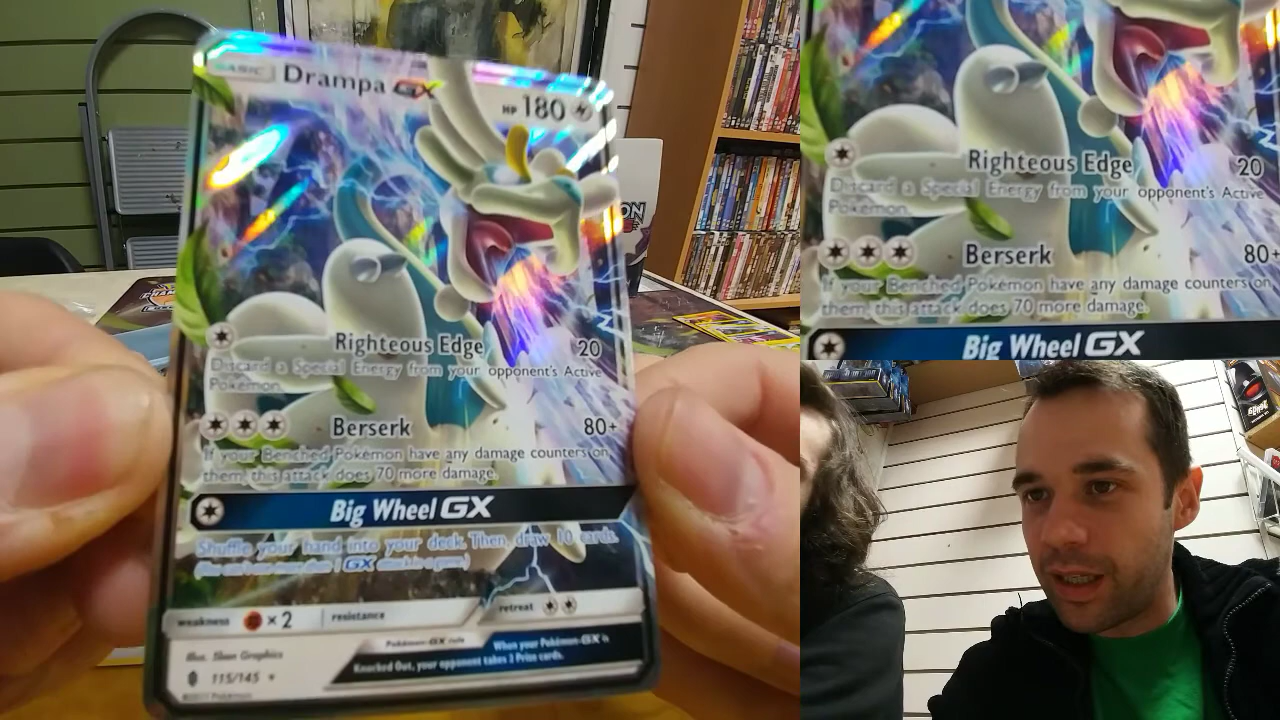 BASIC Drampa GX HP 180
Righteous Edge 20
Discard a Special Energy from your opponent's Active
Pokémon.
Berserk 80+
If your Benched Pokémon have any damage counters on
them, this attack does 70 more damage.
Big Wheel GX
Shuffle your hand into your deck. Then, draw 10 cards.
(You can't use more than 1 GX attack in a game.)
weakness ×2 resistance retreat
Pokémon-GX rule When your Pokémon-GX is
Knocked Out, your opponent takes 2 Prize cards.
Illus. 5ban Graphics
115/145
©2017 Pokémon
Righteous Edge 20
Discard a Special Energy from your opponent's Active
Pokémon.
Berserk 80+
If your Benched Pokémon have any damage counters on
them, this attack does 70 more damage.
Big Wheel GX